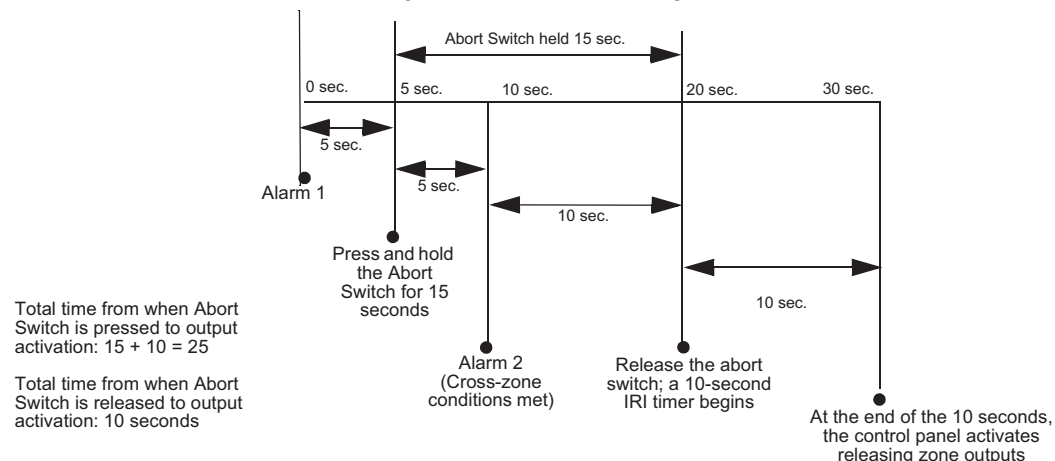 Abort Switch held 15 sec.
0 sec.
5 sec.
10 sec.
20 sec.
30 sec.
5 sec.
Alarm 1
5 sec.
10 sec.
Press and hold
the Abort
Switch for 15
seconds
10 sec.
Total time from when Abort
Switch is pressed to output
activation: 15 + 10 = 25
Total time from when Abort
Switch is released to output
activation: 10 seconds
Alarm 2
(Cross-zone
conditions met)
Release the abort
switch; a 10-second
IRI timer begins
At the end of the 10 seconds,
the control panel activates
releasing zone outputs